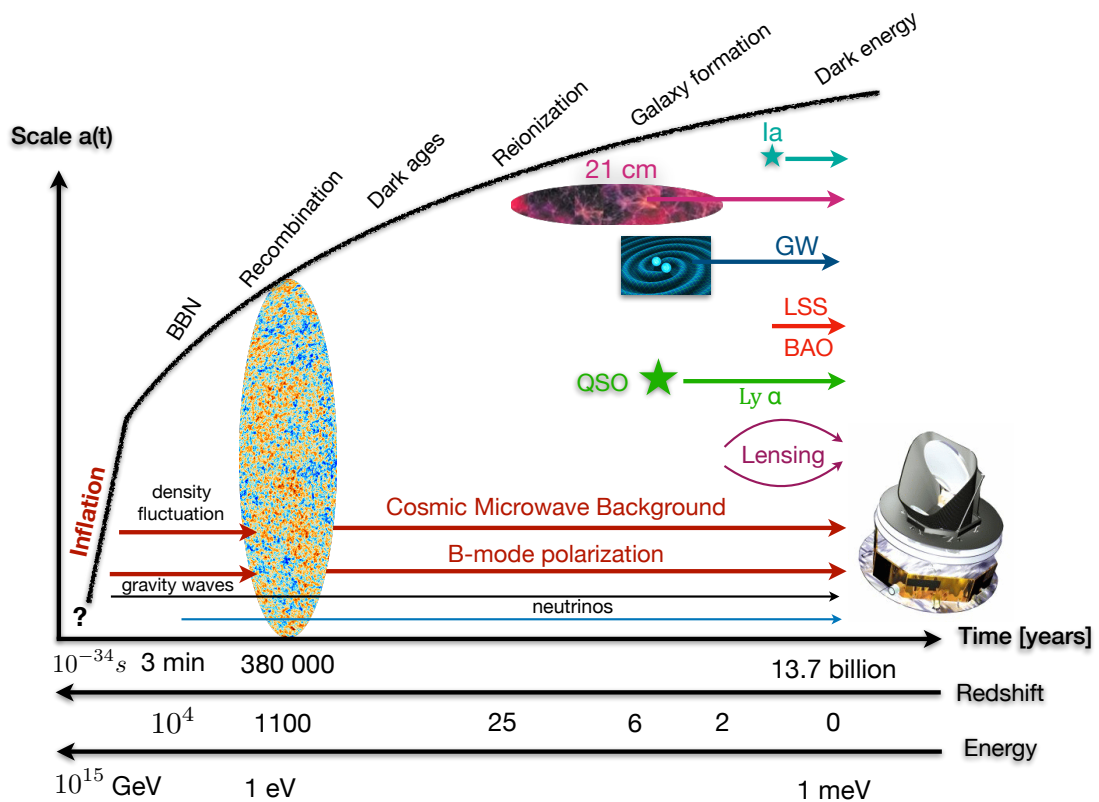 Dark energy
Galaxy formation
Reionization
Dark ages
Recombination
BBN
Inflation
?
Scale a(t)
Ia
21 cm
GW
LSS
BAO
QSO
Ly α
Lensing
density
fluctuation
Cosmic Microwave Background
B-mode polarization
gravity waves
neutrinos
Time [years]
10^{-34}s 3 min 380 000 13.7 billion
Redshift
10^4 1100 25 6 2 0
Energy
10^{15} GeV 1 eV 1 meV